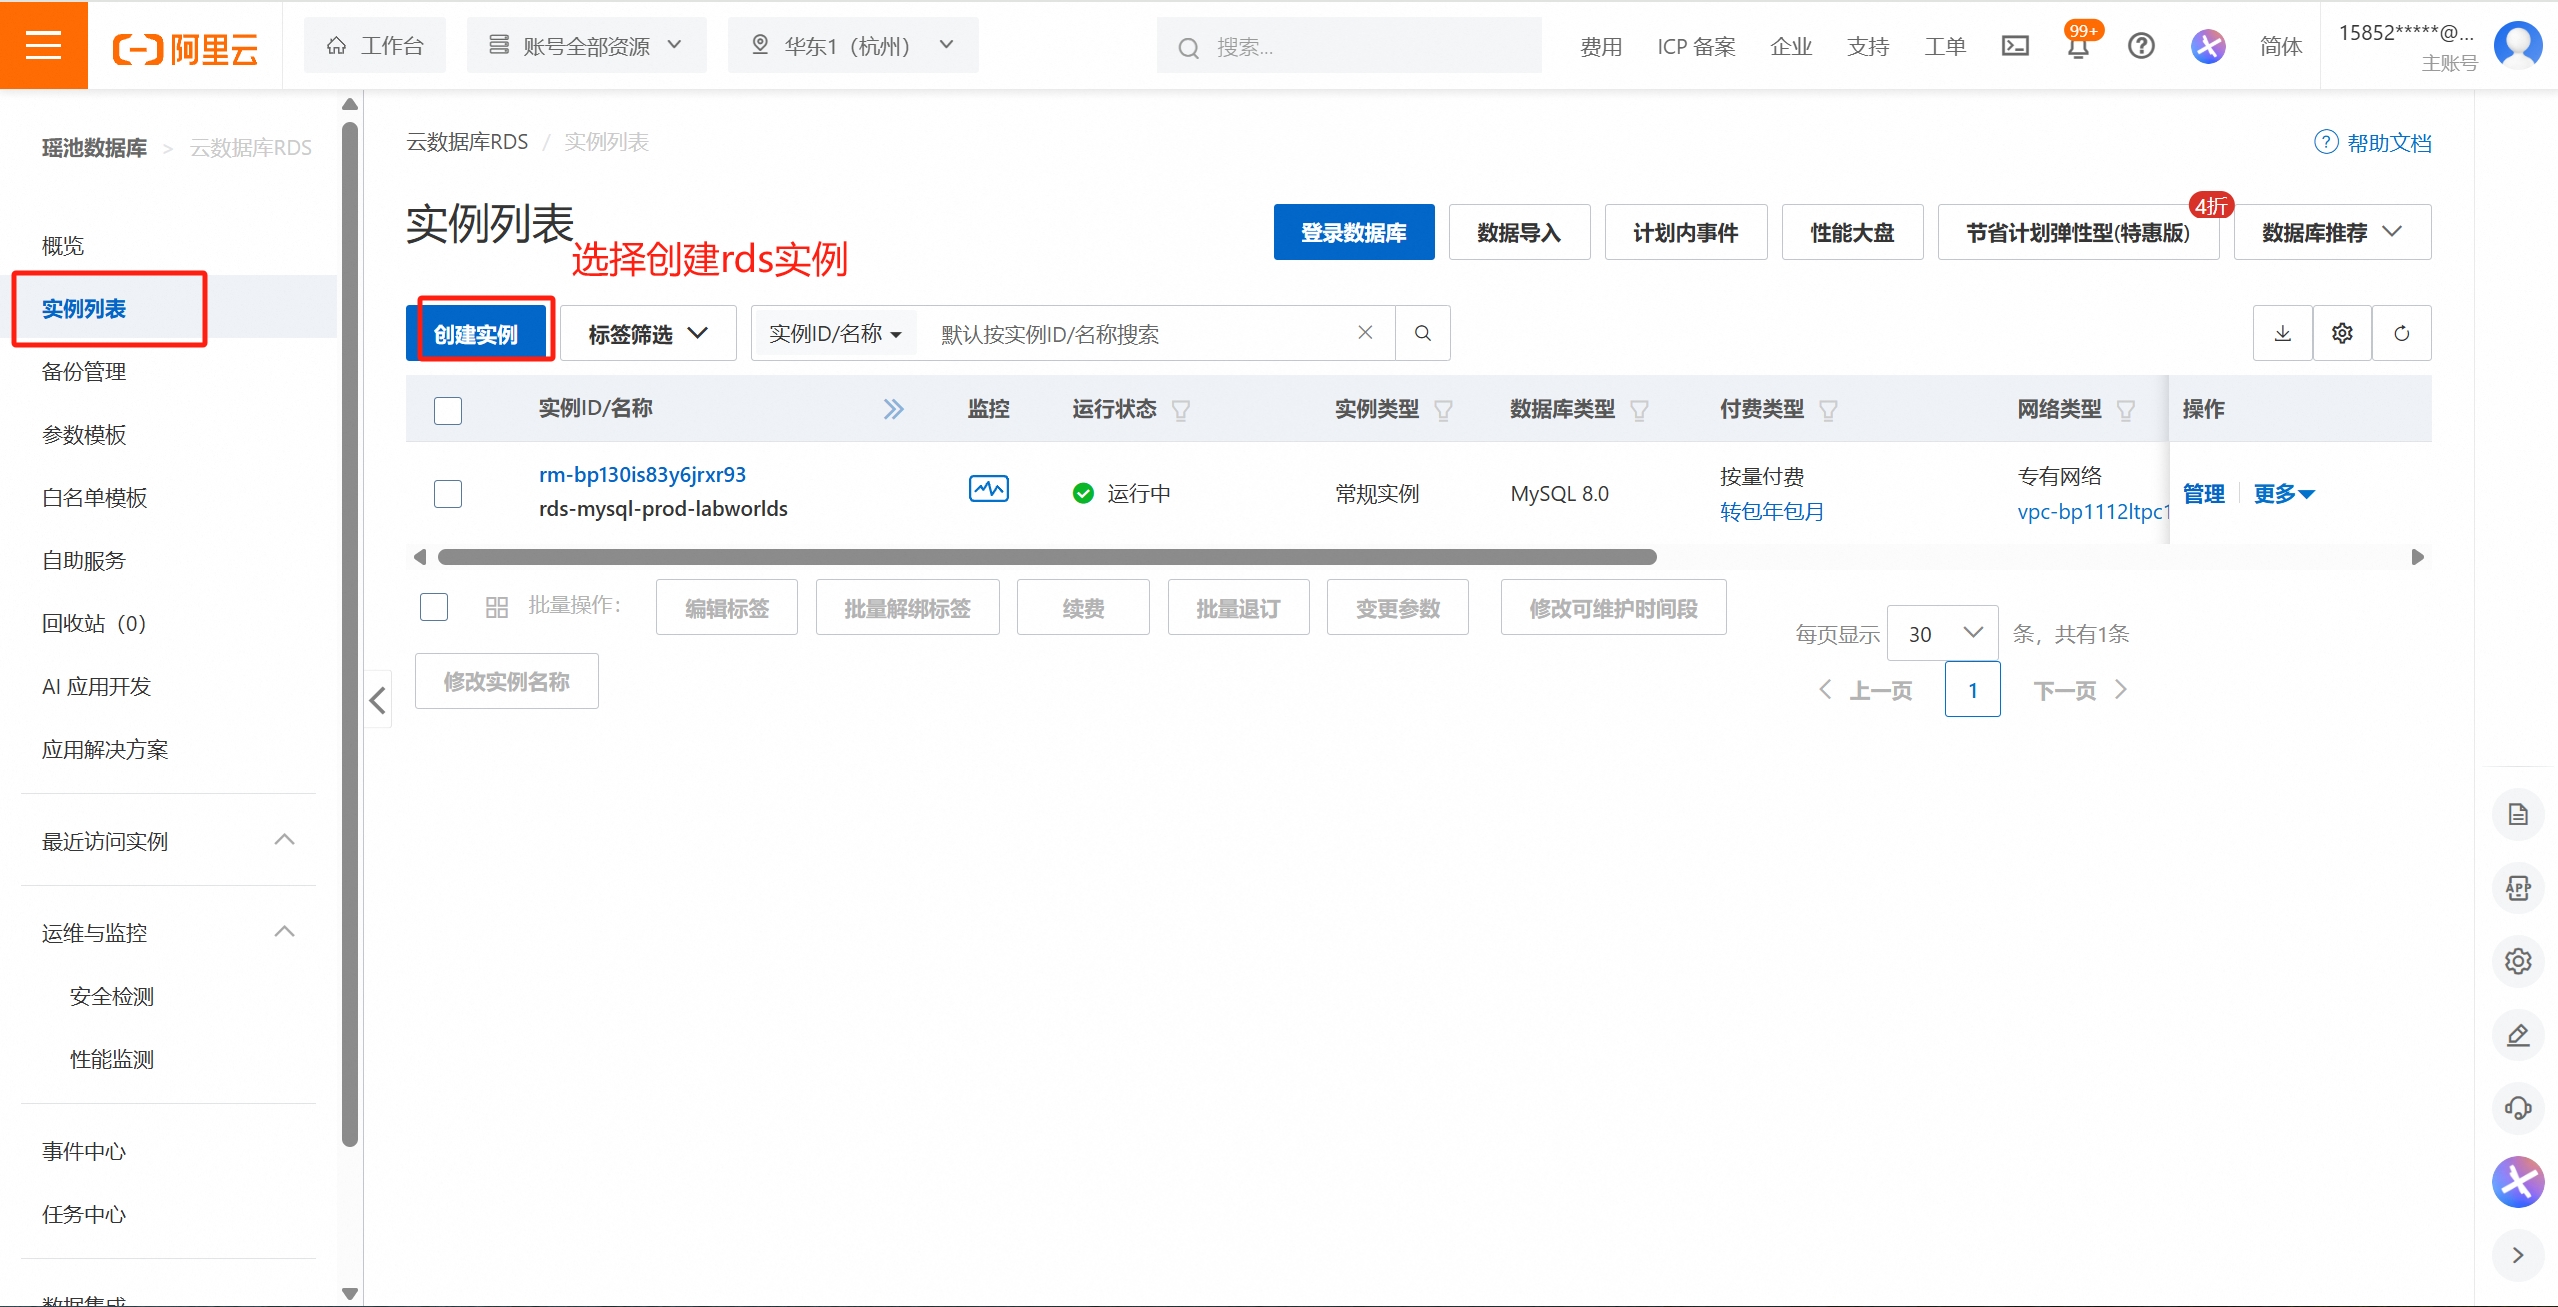 阿里云
工作台
账号全部资源
华东1（杭州）
搜索...
费用
ICP 备案
企业
支持
工单
99+
简体
15852*****@...
主账号
瑶池数据库 > 云数据库RDS
概览
实例列表
备份管理
参数模板
白名单模板
自助服务
回收站（0）
AI 应用开发
应用解决方案
最近访问实例
运维与监控
安全检测
性能监测
事件中心
任务中心
数据集成
云数据库RDS / 实例列表
帮助文档
实例列表
选择创建rds实例
登录数据库
数据导入
计划内事件
性能大盘
节省计划弹性型(特惠版)
4折
数据库推荐
创建实例
标签筛选
实例ID/名称
默认按实例ID/名称搜索
实例ID/名称 监控 运行状态 实例类型 数据库类型 付费类型 网络类型 操作
rm-bp130is83y6jrxr93
rds-mysql-prod-labworlds
运行中
常规实例
MySQL 8.0
按量付费
转包年包月
专有网络
vpc-bp1112ltpc1
管理
更多
批量操作：
编辑标签
批量解绑标签
续费
批量退订
变更参数
修改可维护时间段
修改实例名称
每页显示 30 条，共有1条
上一页 1 下一页
APP